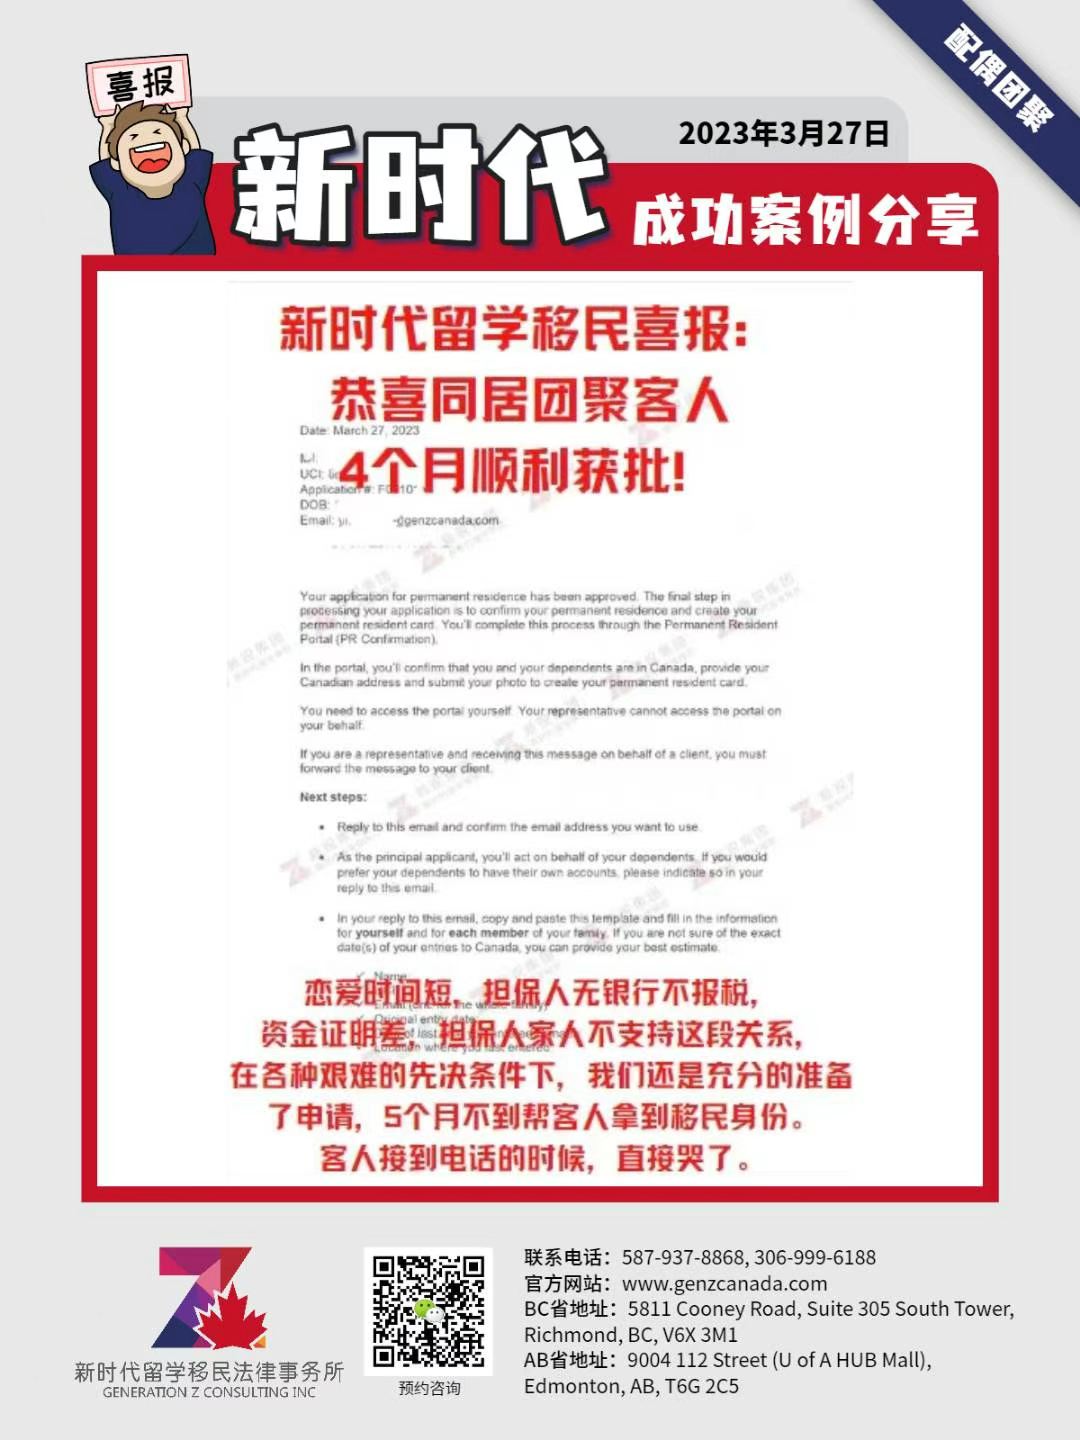 配偶团聚
喜报
2023年3月27日
新时代
成功案例分享
新时代留学移民喜报:
恭喜同居团聚客人
Date: March 27, 2023
4个月顺利获批!
UCI:
Application #: F0910
DOB:
Email: yi. -@genzcanada.com
Your application for permanent residence has been approved. The final step in
processing your application is to confirm your permanent residence and create your
permanent resident card. You'll complete this process through the Permanent Resident
Portal (PR Confirmation).
In the portal, you'll confirm that you and your dependents are in Canada, provide your
Canadian address and submit your photo to create your permanent resident card.
You need to access the portal yourself. Your representative cannot access the portal on
your behalf.
If you are a representative and receiving this message on behalf of a client, you must
forward the message to your client.
Next steps:
• Reply to this email and confirm the email address you want to use.
• As the principal applicant, you'll act on behalf of your dependents. If you would
prefer your dependents to have their own accounts, please indicate so in your
reply to this email.
• In your reply to this email, copy and paste this template and fill in the information
for yourself and for each member of your family. If you are not sure of the exact
date(s) of your entries to Canada, you can provide your best estimate.
✓ Name
恋爱时间短，担保人无银行不报税，
Original entry date
资金证明差，担保人家人不支持这段关系，
Location where you last entered
在各种艰难的先决条件下，我们还是充分的准备
了申请，5个月不到帮客人拿到移民身份。
客人接到电话的时候，直接哭了。
新时代留学移民法律事务所
GENERATION Z CONSULTING INC
预约咨询
联系电话：587-937-8868, 306-999-6188
官方网站：www.genzcanada.com
BC省地址：5811 Cooney Road, Suite 305 South Tower,
Richmond, BC, V6X 3M1
AB省地址：9004 112 Street (U of A HUB Mall),
Edmonton, AB, T6G 2C5